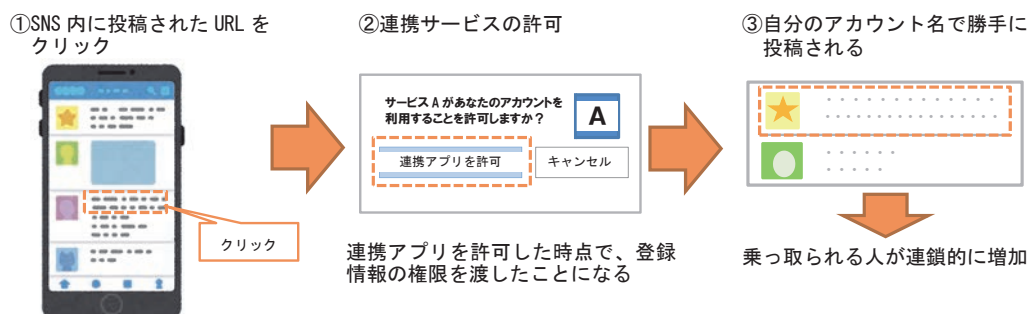 ①SNS 内に投稿された URL を
クリック
②連携サービスの許可
③自分のアカウント名で勝手に
投稿される
サービス A があなたのアカウントを
利用することを許可しますか?
A
連携アプリを許可
キャンセル
クリック
連携アプリを許可した時点で、登録
情報の権限を渡したことになる
乗っ取られる人が連鎖的に増加